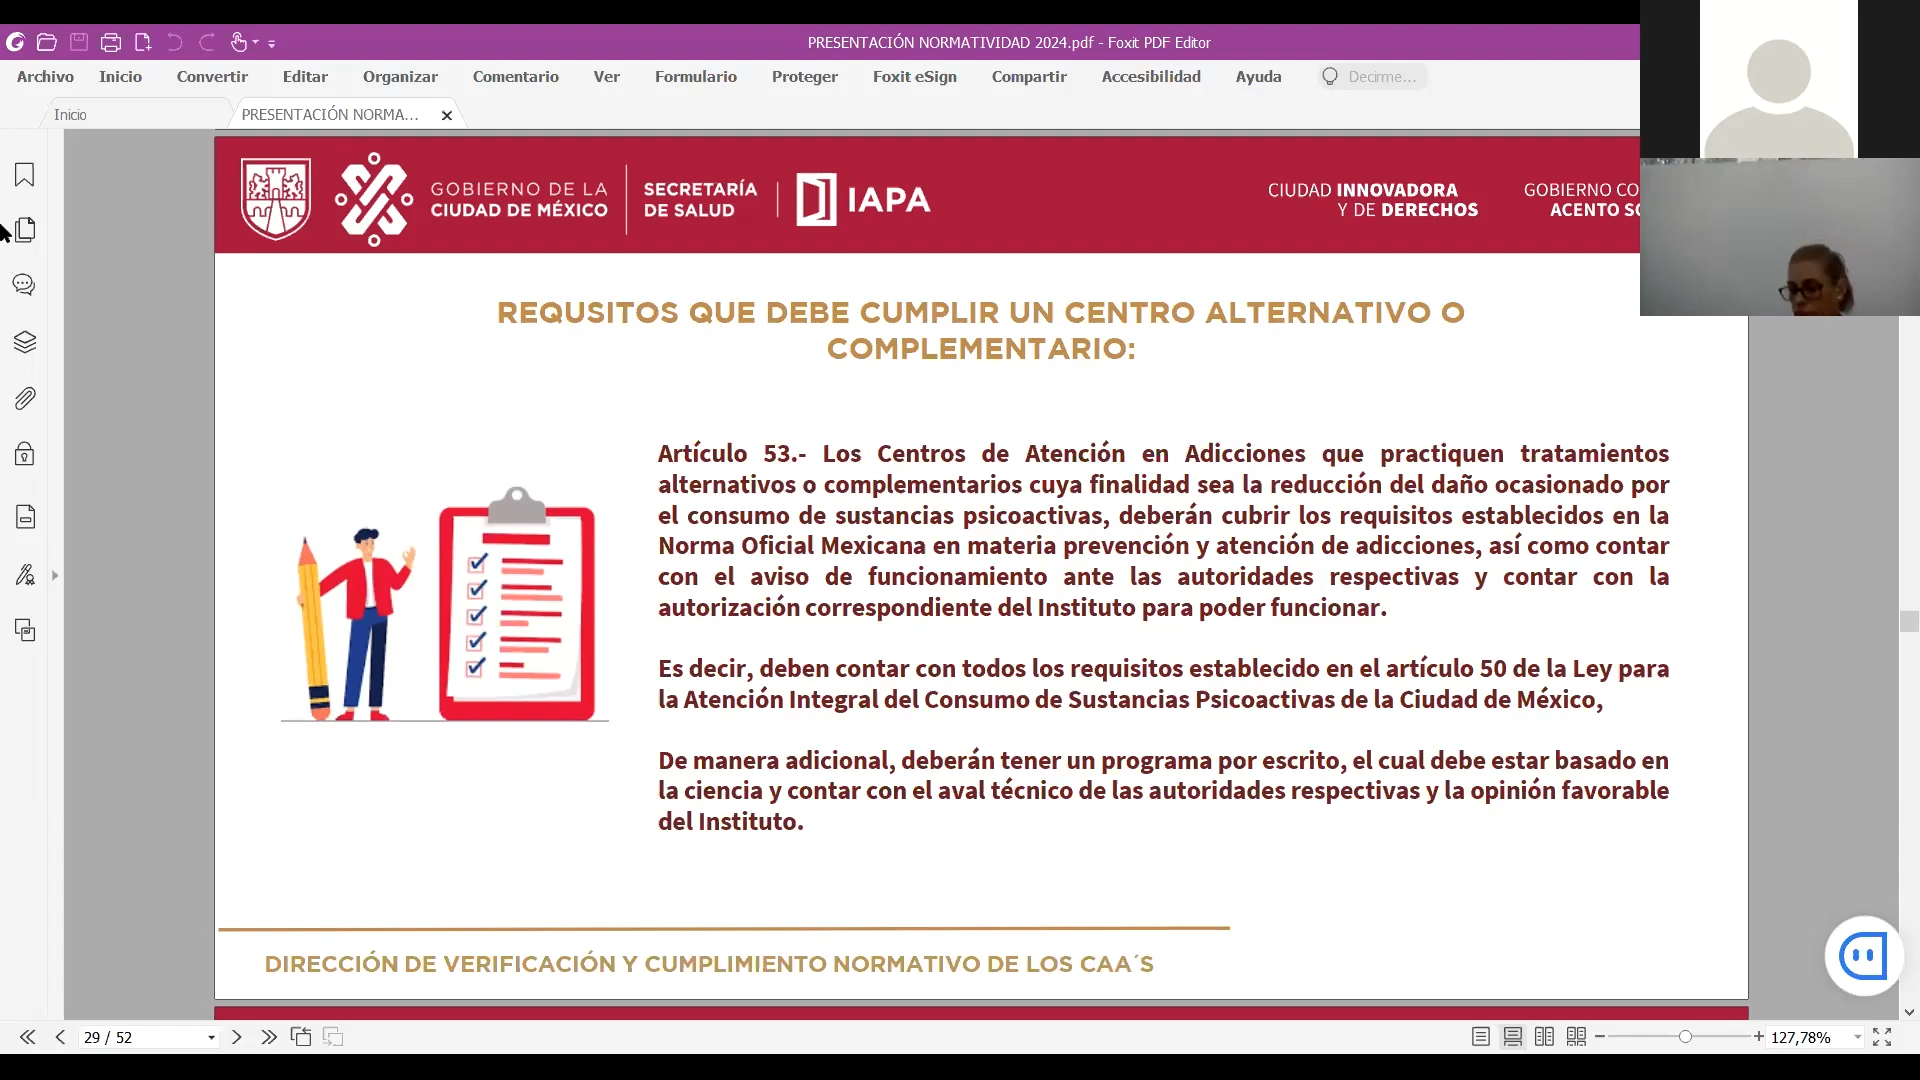 PRESENTACIÓN NORMATIVIDAD 2024.pdf - Foxit PDF Editor
Archivo Inicio Convertir Editar Organizar Comentario Ver Formulario Proteger Foxit eSign Compartir Accesibilidad Ayuda Decirme...
Inicio PRESENTACIÓN NORMA...
GOBIERNO DE LA
CIUDAD DE MÉXICO
SECRETARÍA
DE SALUD
IAPA
CIUDAD INNOVADORA
Y DE DERECHOS
GOBIERNO CO
ACENTO SO
REQUSITOS QUE DEBE CUMPLIR UN CENTRO ALTERNATIVO O
COMPLEMENTARIO:
Artículo 53.- Los Centros de Atención en Adicciones que practiquen tratamientos
alternativos o complementarios cuya finalidad sea la reducción del daño ocasionado por
el consumo de sustancias psicoactivas, deberán cubrir los requisitos establecidos en la
Norma Oficial Mexicana en materia prevención y atención de adicciones, así como contar
con el aviso de funcionamiento ante las autoridades respectivas y contar con la
autorización correspondiente del Instituto para poder funcionar.
Es decir, deben contar con todos los requisitos establecido en el artículo 50 de la Ley para
la Atención Integral del Consumo de Sustancias Psicoactivas de la Ciudad de México,
De manera adicional, deberán tener un programa por escrito, el cual debe estar basado en
la ciencia y contar con el aval técnico de las autoridades respectivas y la opinión favorable
del Instituto.
DIRECCIÓN DE VERIFICACIÓN Y CUMPLIMIENTO NORMATIVO DE LOS CAA´S
29 / 52
127,78%